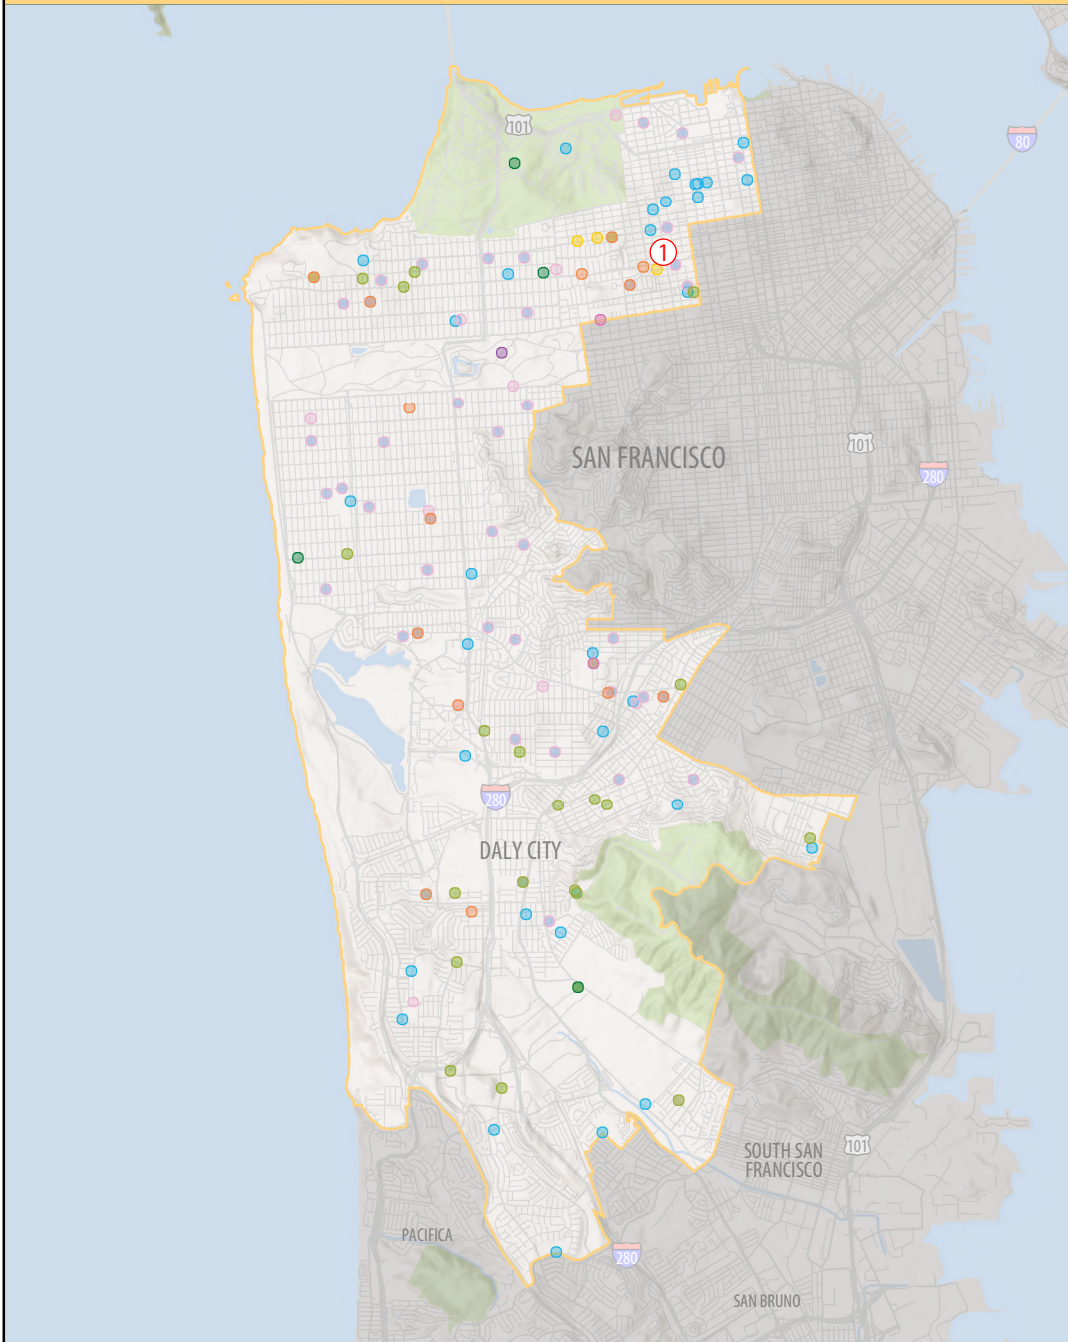 101
80
1
SAN FRANCISCO
101
280
280
DALY CITY
SOUTH SAN
FRANCISCO
101
PACIFICA
280
SAN BRUNO